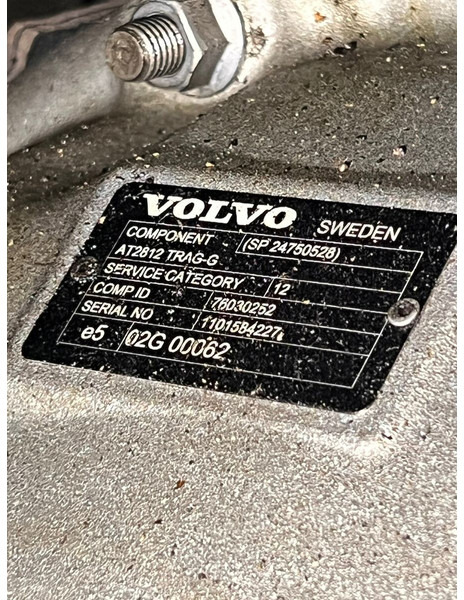 VOLVO SWEDEN
COMPONENT (SP 24750528)
AT2812 TRAG-G
SERVICE CATEGORY 12
COMP.ID 76030252
SERIAL NO 1101584227
e5 02G 00062